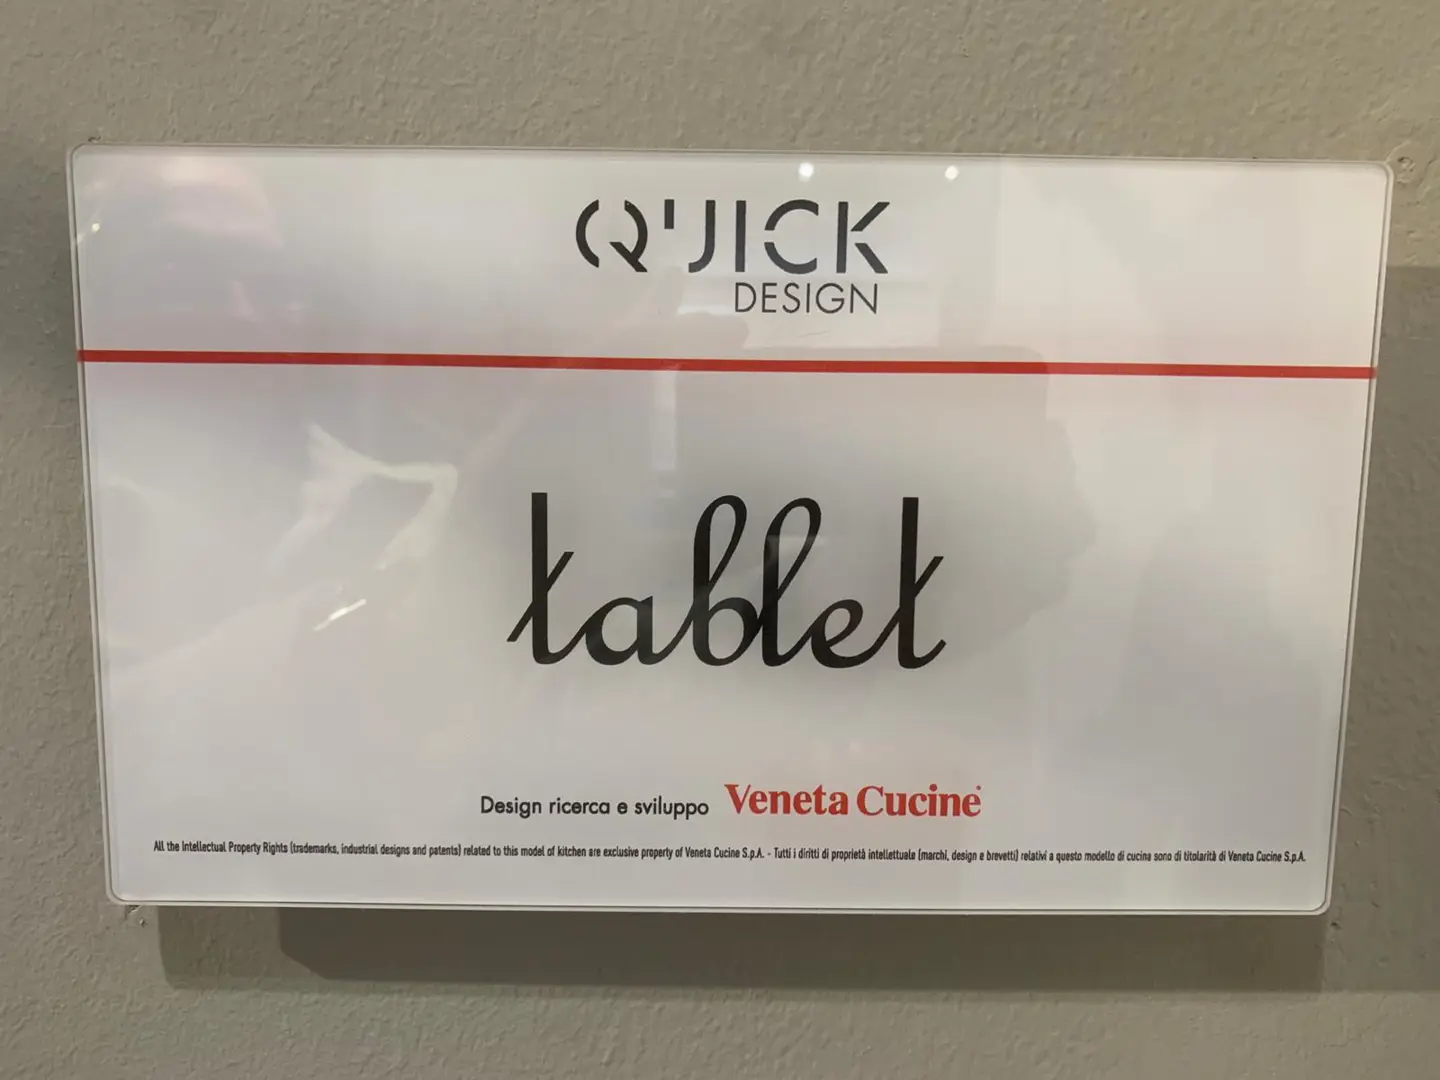 QUICK
DESIGN
tablet
Design ricerca e sviluppo Veneta Cucine
All the Intellectual Property Rights (trademarks, industrial designs and patents) related to this model of kitchen are exclusive property of Veneta Cucine S.p.A. - Tutti i diritti di proprietà intellettuale (marchi, design e brevetti) relativi a questo modello di cucina sono di titolarità di Veneta Cucine S.p.A.